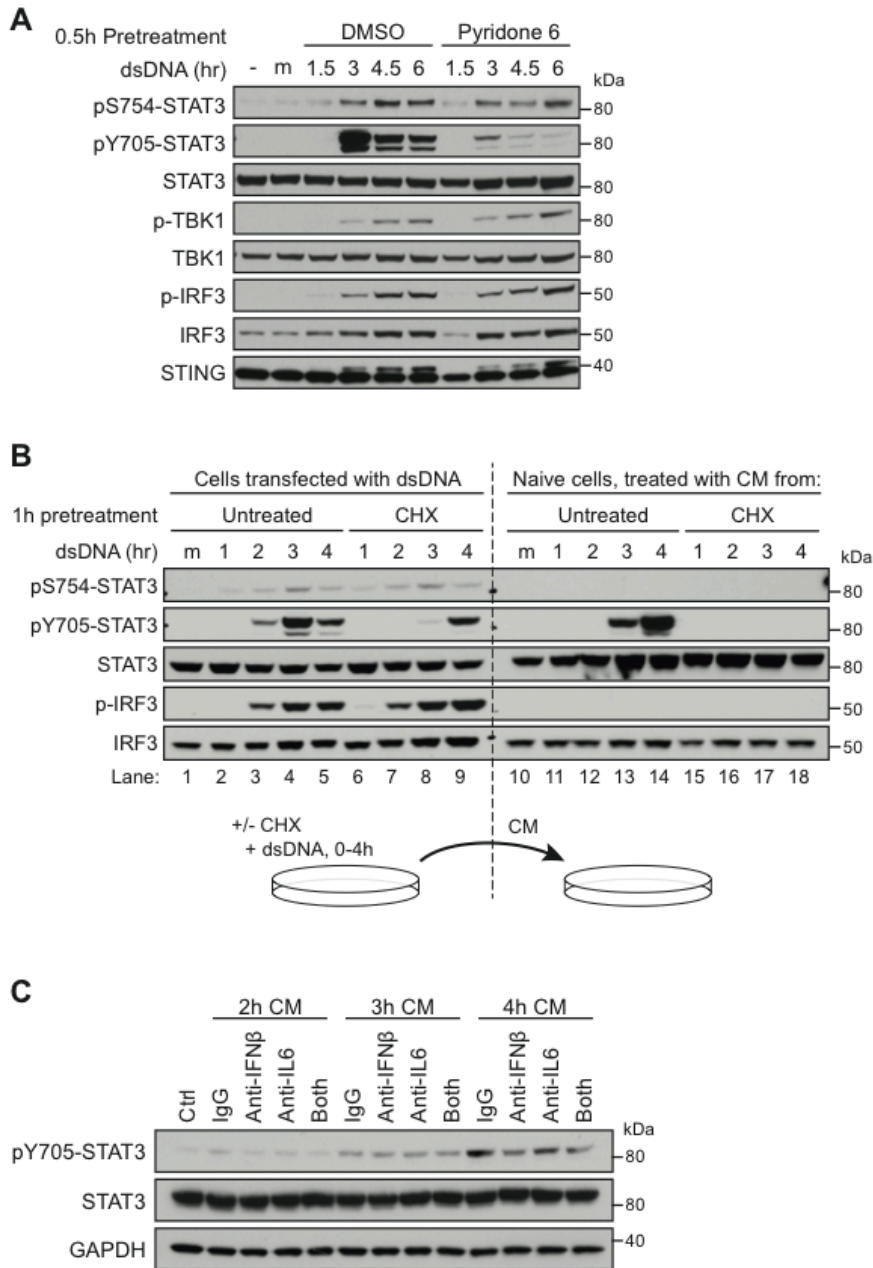 A
0.5h Pretreatment DMSO Pyridone 6
dsDNA (hr) - m 1.5 3 4.5 6 1.5 3 4.5 6 kDa
pS754-STAT3 80
pY705-STAT3 80
STAT3 80
p-TBK1 80
TBK1 80
p-IRF3 50
IRF3 50
STING 40
B
Cells transfected with dsDNA Naive cells, treated with CM from:
1h pretreatment Untreated CHX Untreated CHX
dsDNA (hr) m 1 2 3 4 1 2 3 4 m 1 2 3 4 1 2 3 4 kDa
pS754-STAT3 80
pY705-STAT3 80
STAT3 80
p-IRF3 50
IRF3 50
Lane: 1 2 3 4 5 6 7 8 9 10 11 12 13 14 15 16 17 18
+/- CHX CM
+ dsDNA, 0-4h
C
2h CM 3h CM 4h CM
Ctrl IgG Anti-IFNβ Anti-IL6 Both IgG Anti-IFNβ Anti-IL6 Both IgG Anti-IFNβ Anti-IL6 Both kDa
pY705-STAT3 80
STAT3 80
GAPDH 40